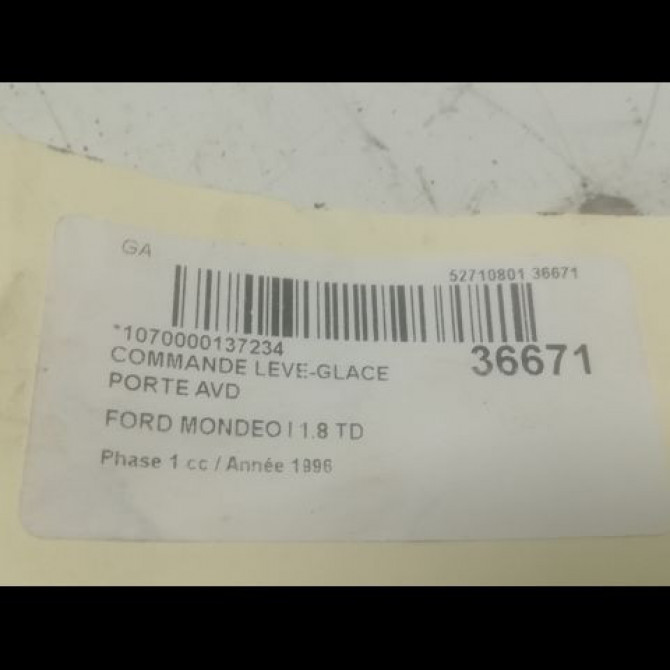 GA
52710801 36671
*1070000137234
36671
COMMANDE LEVE-GLACE
PORTE AVD
FORD MONDEO I 1.8 TD
Phase 1 cc / Année 1996